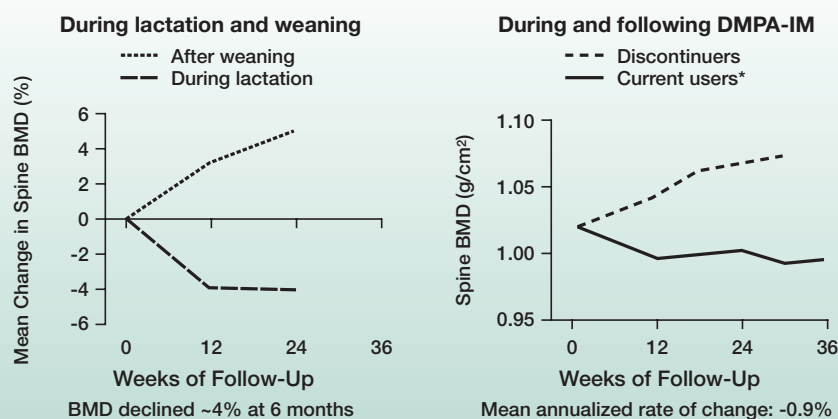 During lactation and weaning
After weaning
During lactation
Mean Change in Spine BMD (%)
6
4
2
0
-2
-4
-6
0
12
24
36
Weeks of Follow-Up
BMD declined ~4% at 6 months
During and following DMPA-IM
Discontinuers
Current users*
Spine BMD (g/cm²)
1.10
1.05
1.00
0.95
0
12
24
36
Weeks of Follow-Up
Mean annualized rate of change: -0.9%